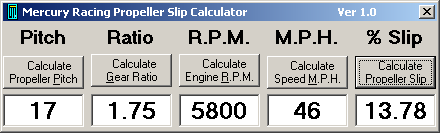 Mercury Racing Propeller Slip Calculator Ver 1.0
Pitch Ratio R.P.M. M.P.H. % Slip
Calculate Calculate Calculate Calculate Calculate
Propeller Pitch Gear Ratio Engine R.P.M. Speed M.P.H. Propeller Slip
17 1.75 5800 46 13.78